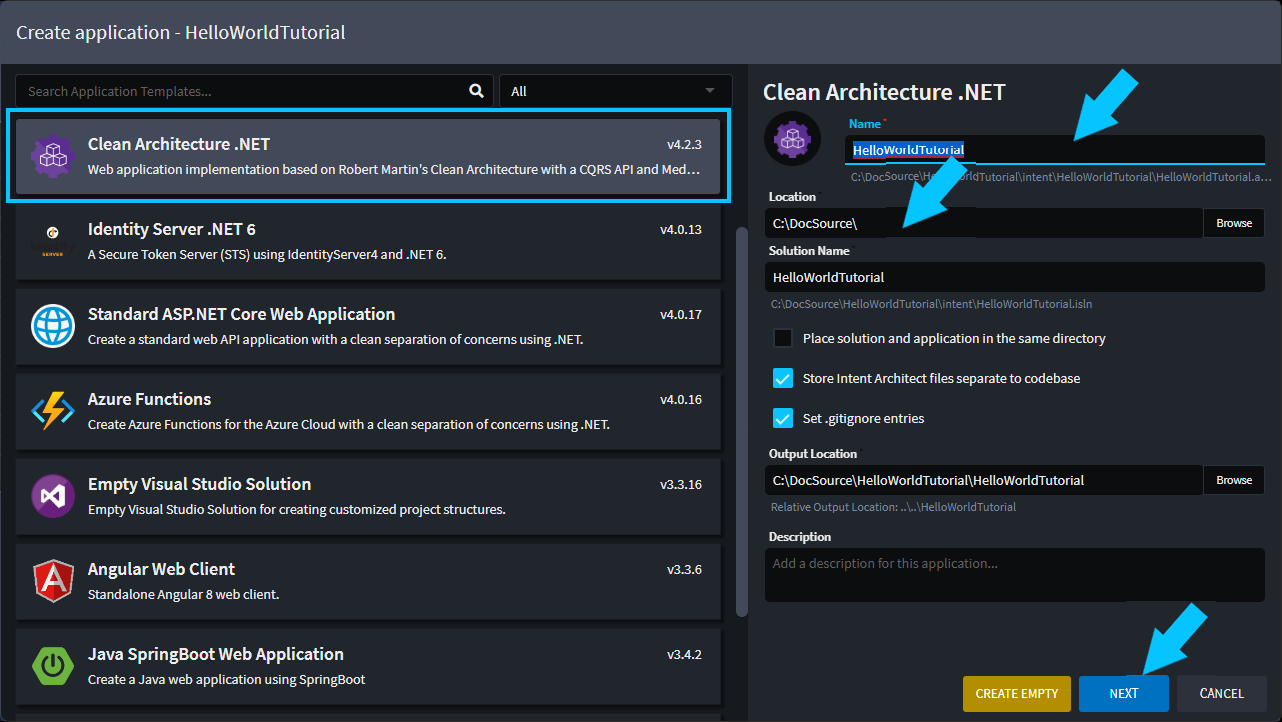 Create application - HelloWorldTutorial
Search Application Templates...
All
Clean Architecture .NET
v4.2.3
Web application implementation based on Robert Martin's Clean Architecture with a CQRS API and Med...
Identity Server .NET 6
v4.0.13
SERVER
A Secure Token Server (STS) using IdentityServer4 and .NET 6.
Standard ASP.NET Core Web Application
v4.0.17
Create a standard web API application with a clean separation of concerns using .NET.
Azure Functions
v4.0.16
Create Azure Functions for the Azure Cloud with a clean separation of concerns using .NET.
Empty Visual Studio Solution
v3.3.16
Empty Visual Studio Solution for creating customized project structures.
Angular Web Client
v3.3.6
Standalone Angular 8 web client.
Java SpringBoot Web Application
v3.4.2
Create a Java web application using SpringBoot
Clean Architecture .NET
Name*
HelloWorldTutorial
Location
C:\DocSource\
Browse
Solution Name
HelloWorldTutorial
C:\DocSource\HelloWorldTutorial\intent\HelloWorldTutorial.isln
Place solution and application in the same directory
Store Intent Architect files separate to codebase
Set .gitignore entries
Output Location
C:\DocSource\HelloWorldTutorial\HelloWorldTutorial
Browse
Relative Output Location: ..\..\HelloWorldTutorial
Description
Add a description for this application...
CREATE EMPTY
NEXT
CANCEL